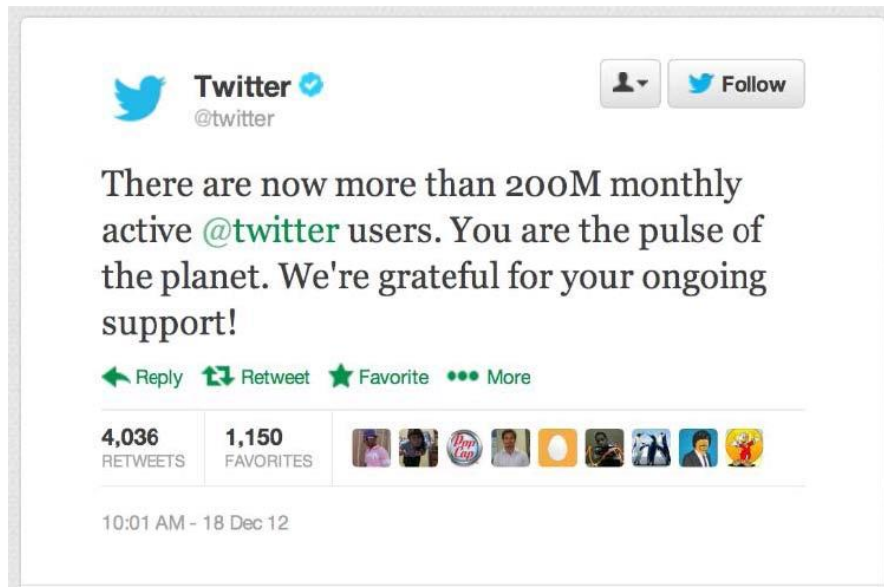 Twitter
@twitter
Follow
There are now more than 200M monthly
active @twitter users. You are the pulse of
the planet. We're grateful for your ongoing
support!
Reply Retweet Favorite More
4,036 1,150
RETWEETS FAVORITES
Ppp
Cap
10:01 AM - 18 Dec 12